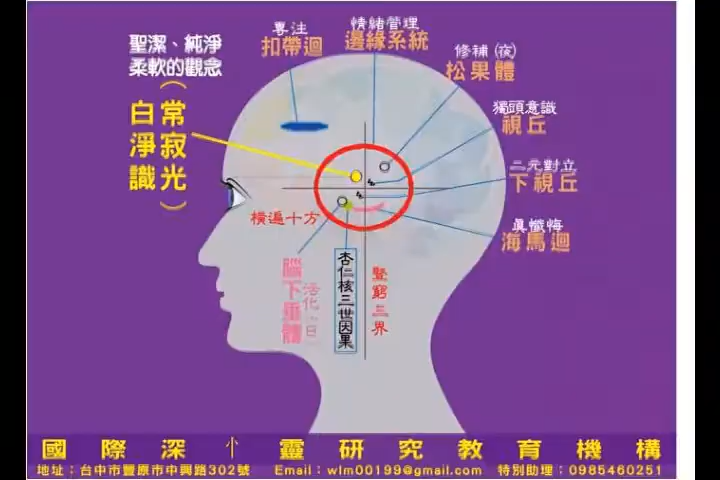 聖潔、純淨
柔軟的觀念
常寂光
白淨識
專注
扣帶迴
情緒管理
邊緣系統
修補(夜)
松果體
獨頭意識
視丘
二元對立
下視丘
真懺悔
海馬迴
橫遍十方
腦下垂體
活化(日)
杏仁核三世因果
豎窮三界
國際深忄靈研究教育機構
地址:台中市豐原市中興路302號 Email:wlm00199@gmail.com 特別助理:0985460251